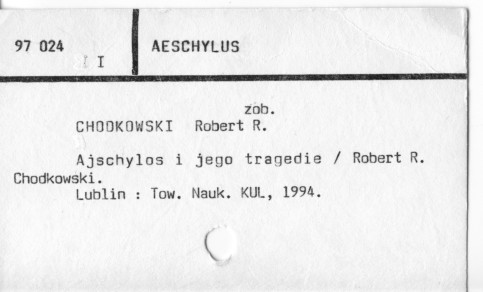 97 024
I
AESCHYLUS
zob.
CHODKOWSKI Robert R.
Ajschylos i jego tragedie / Robert R.
Chodkowski.
Lublin : Tow. Nauk. KUL, 1994.